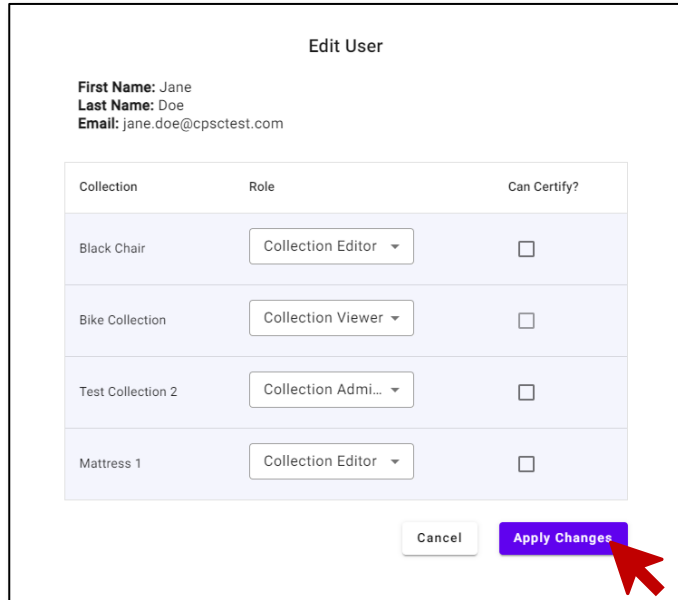 Edit User
First Name: Jane
Last Name: Doe
Email: jane.doe@cpsctest.com
Collection Role Can Certify?
Black Chair Collection Editor
Bike Collection Collection Viewer
Test Collection 2 Collection Admi...
Mattress 1 Collection Editor
Cancel Apply Changes